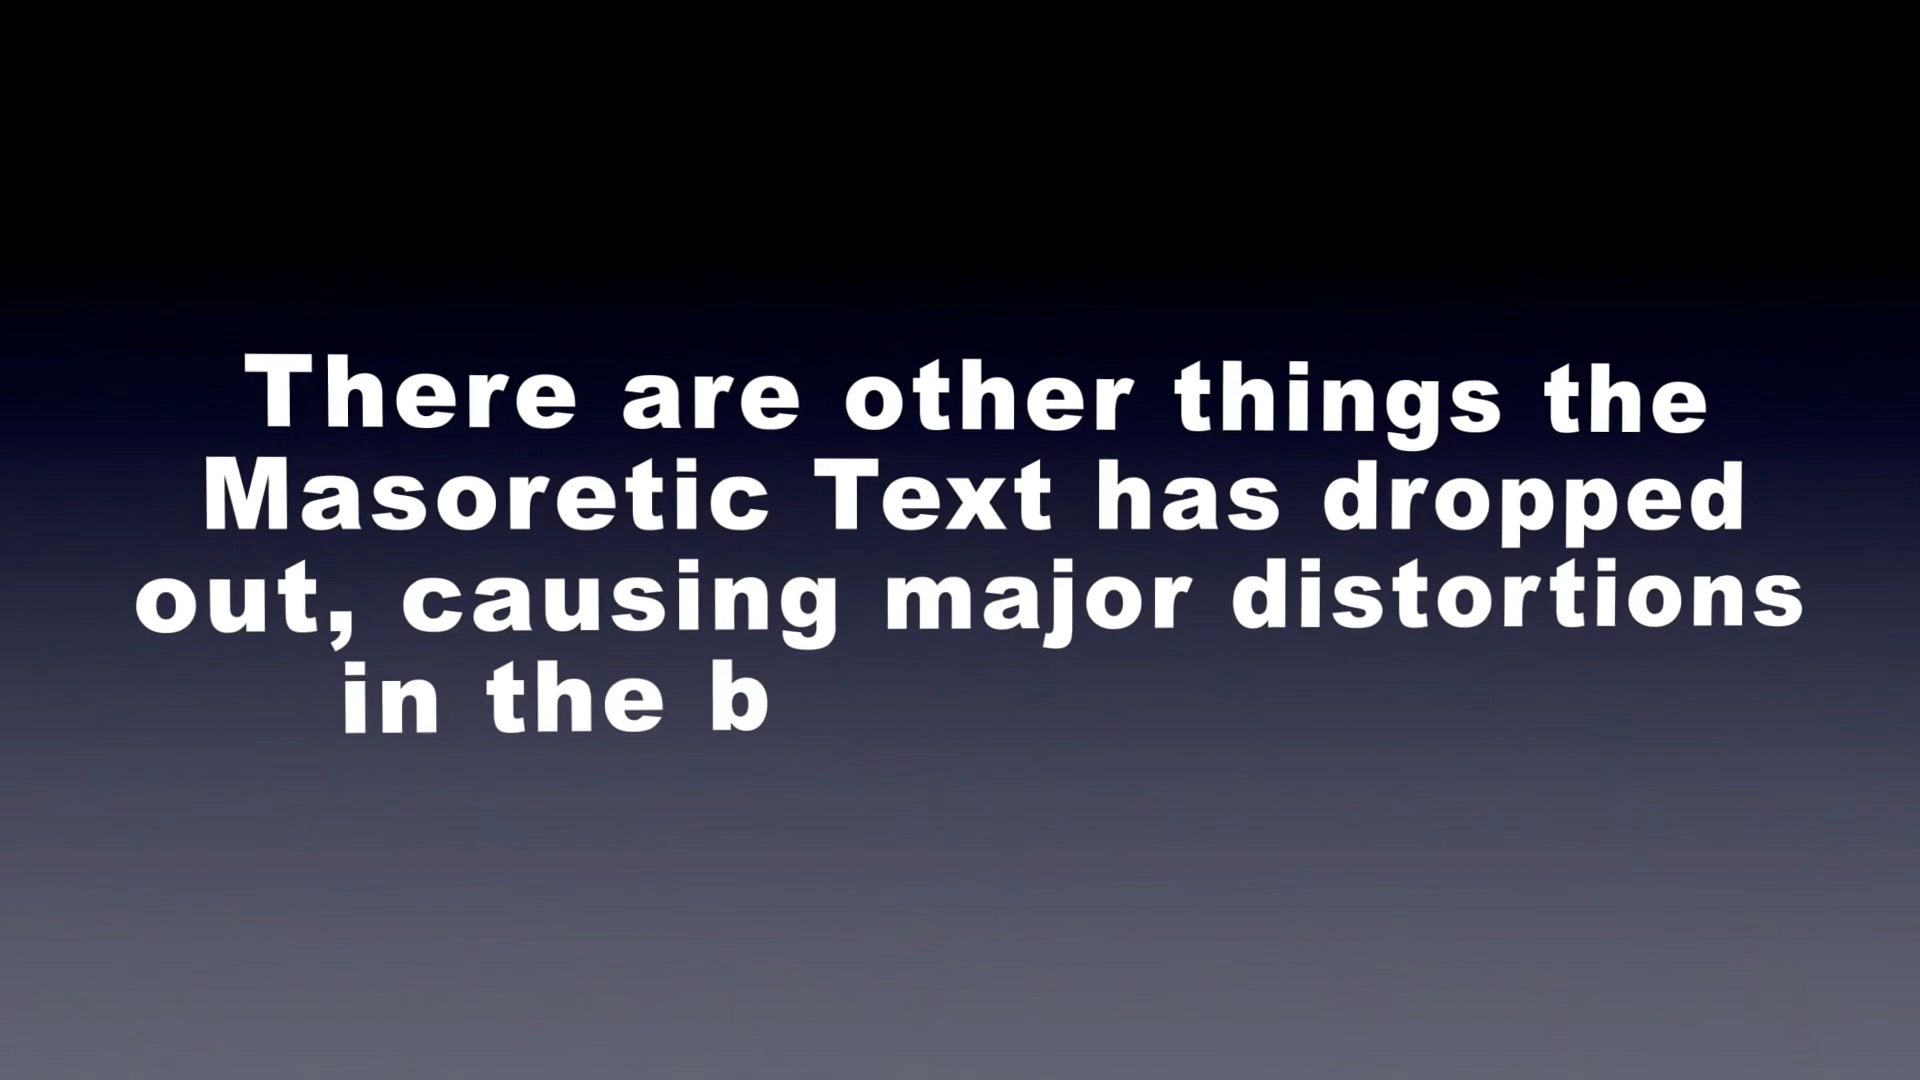 There are other things the
Masoretic Text has dropped
out, causing major distortions
in the b